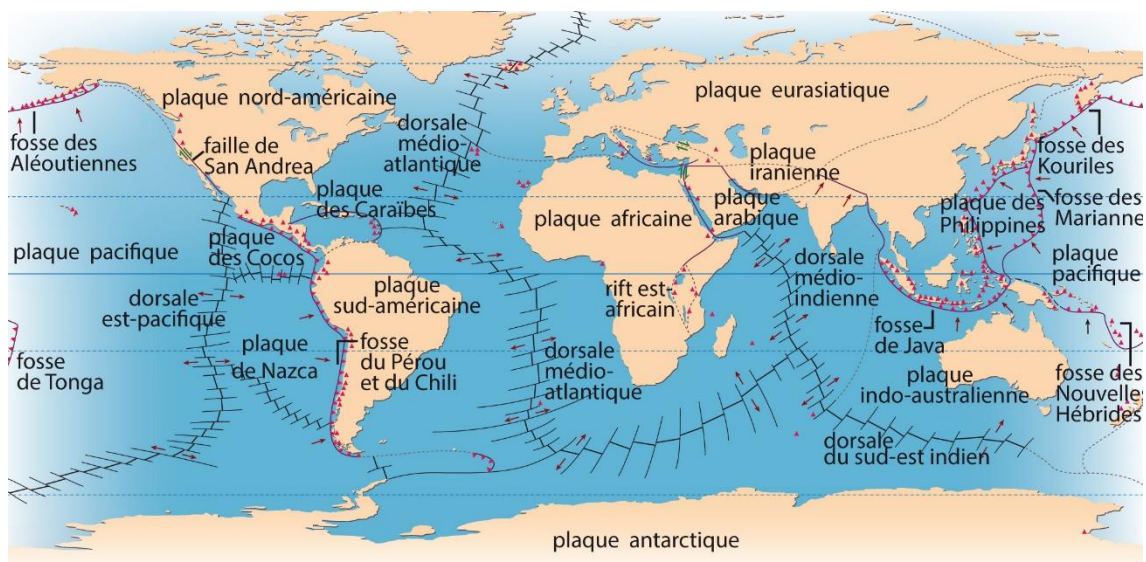 plaque nord-américaine
fosse des
Aléoutiennes
faille de
San Andrea
dorsale
médio-
atlantique
plaque
des Caraïbes
plaque pacifique
plaque
des Cocos
dorsale
est-pacifique
plaque
sud-américaine
fosse
de Tonga
plaque
de Nazca
fosse
du Pérou
et du Chili
dorsale
médio-
atlantique
plaque eurasiatique
plaque
iranienne
plaque africaine
plaque
arabique
rift est-
africain
dorsale
médio-
indienne
plaque des
Philippines
fosse des
Kouriles
fosse des
Marianne
plaque
pacifique
fosse
de Java
plaque
indo-australienne
fosse des
Nouvelles
Hébrides
dorsale
du sud-est indien
plaque antarctique